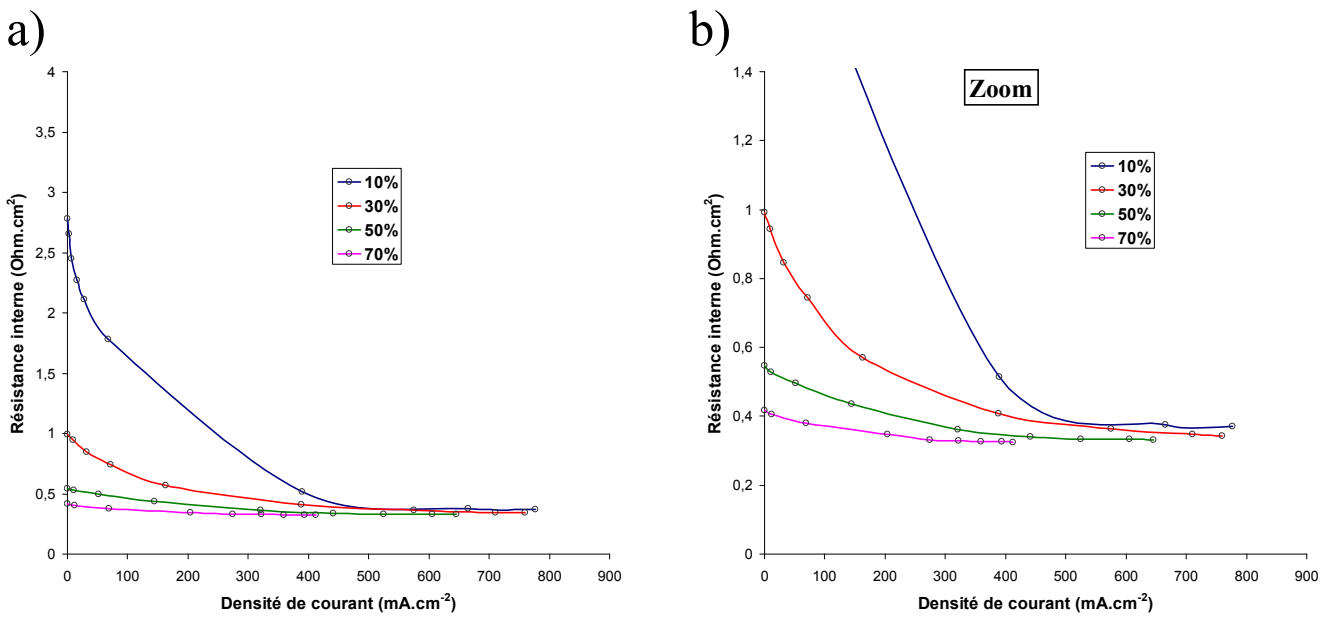 a)
4
3,5
3
2,5
2
1,5
1
0,5
0
0 100 200 300 400 500 600 700 800 900
Résistance interne (Ohm.cm²)
Densité de courant (mA.cm⁻²)
10%
30%
50%
70%
b)
Zoom
1,4
1,2
1
0,8
0,6
0,4
0,2
0
0 100 200 300 400 500 600 700 800 900
Résistance interne (Ohm.cm²)
Densité de courant (mA.cm⁻²)
10%
30%
50%
70%